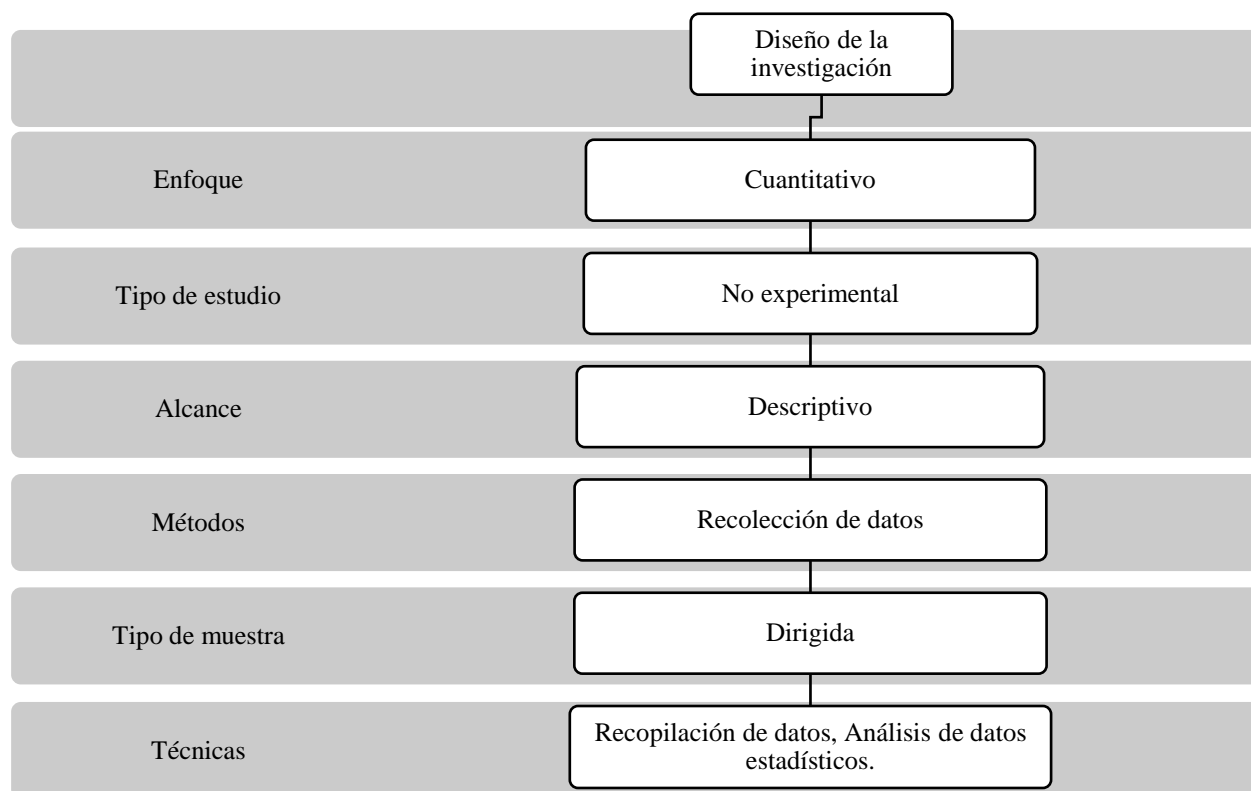 Diseño de la
investigación
Enfoque
Cuantitativo
Tipo de estudio
No experimental
Alcance
Descriptivo
Métodos
Recolección de datos
Tipo de muestra
Dirigida
Técnicas
Recopilación de datos, Análisis de datos
estadísticos.